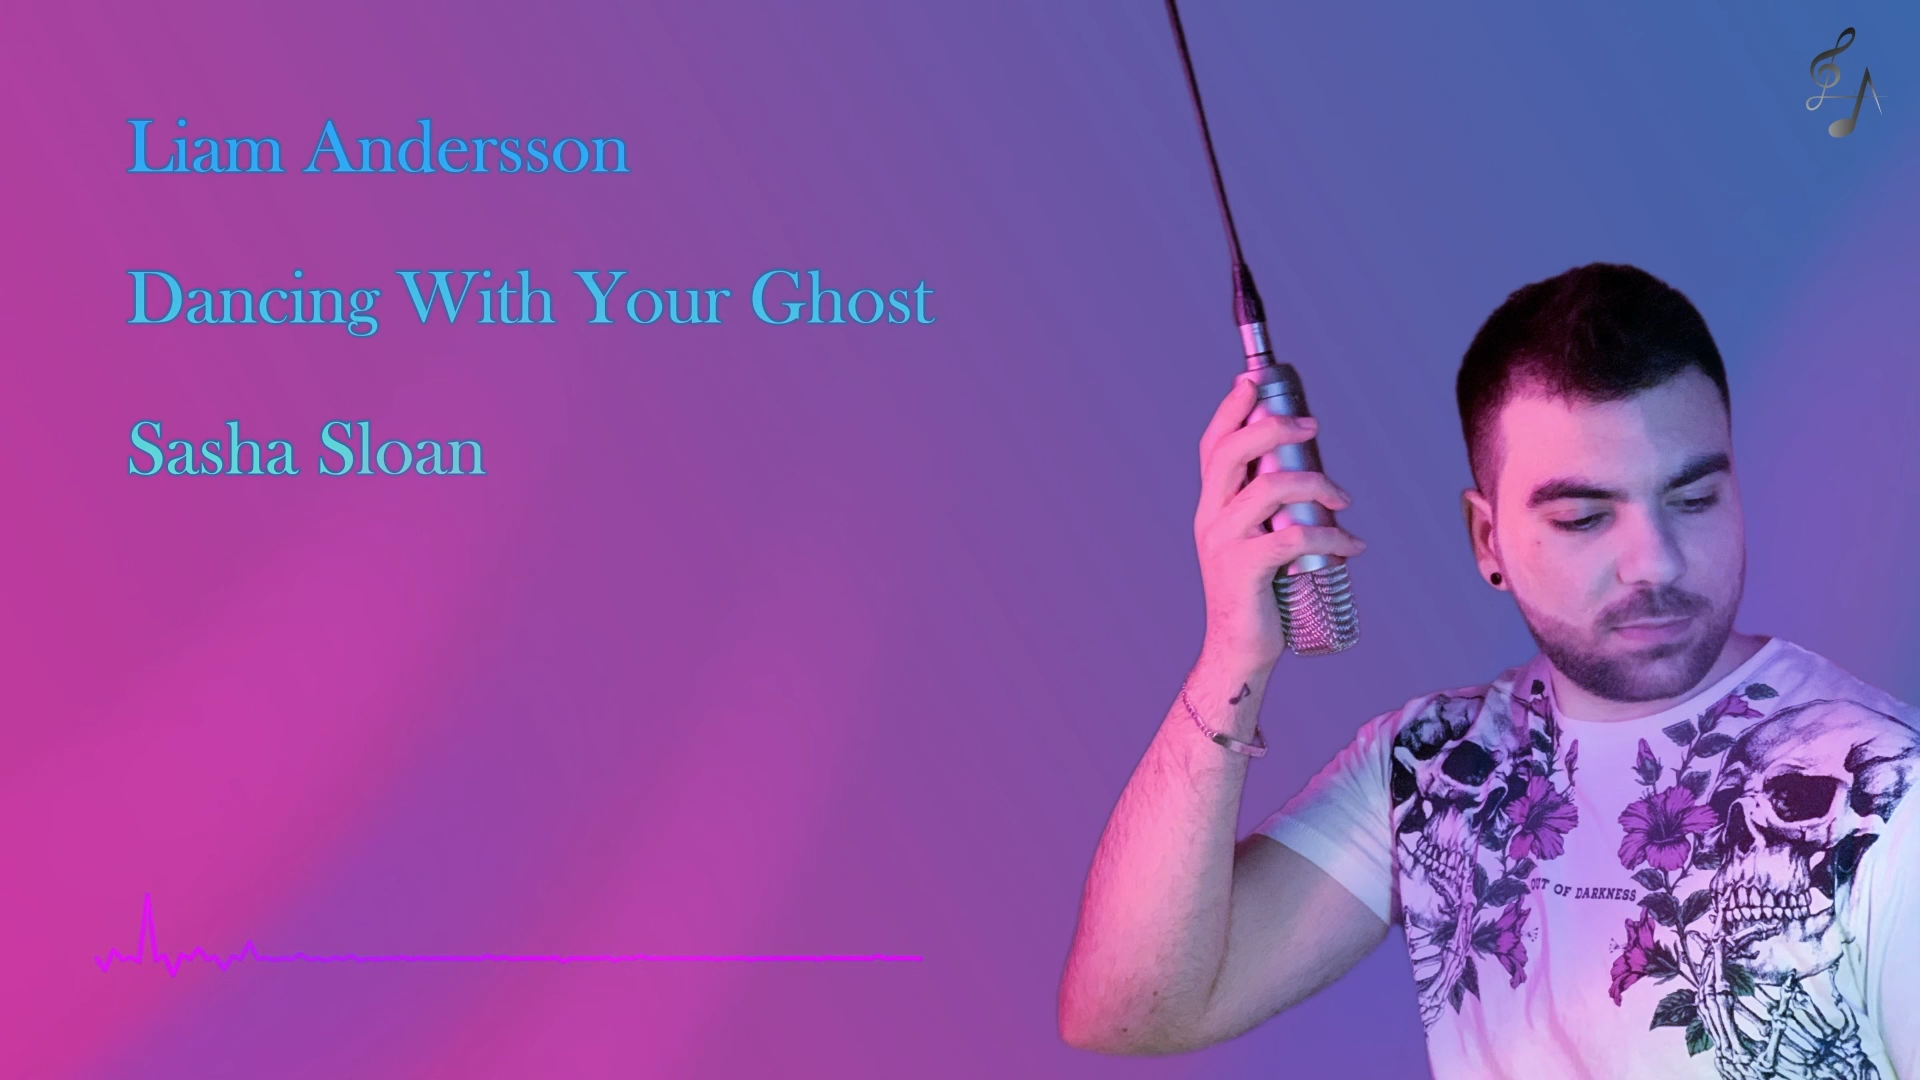 Liam Andersson
Dancing With Your Ghost
Sasha Sloan
OUT OF DARKNESS